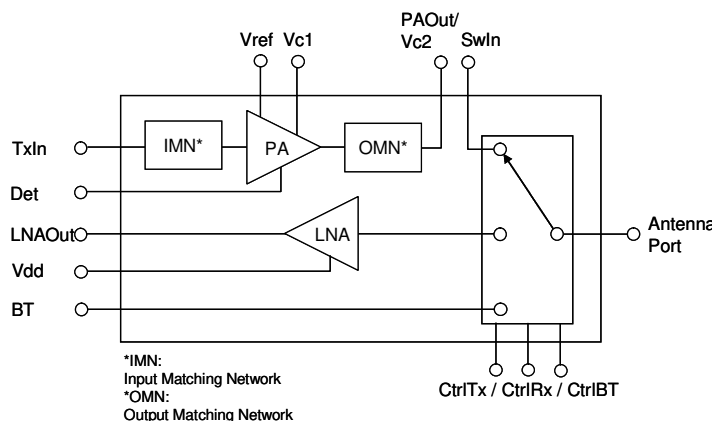 PAOut/
Vref Vc1 Vc2 SwIn
TxIn IMN* PA OMN*
Det
LNAOut LNA Antenna
Port
Vdd
BT
*IMN:
Input Matching Network
*OMN:
Output Matching Network
CtrlTx / CtrlRx / CtrlBT